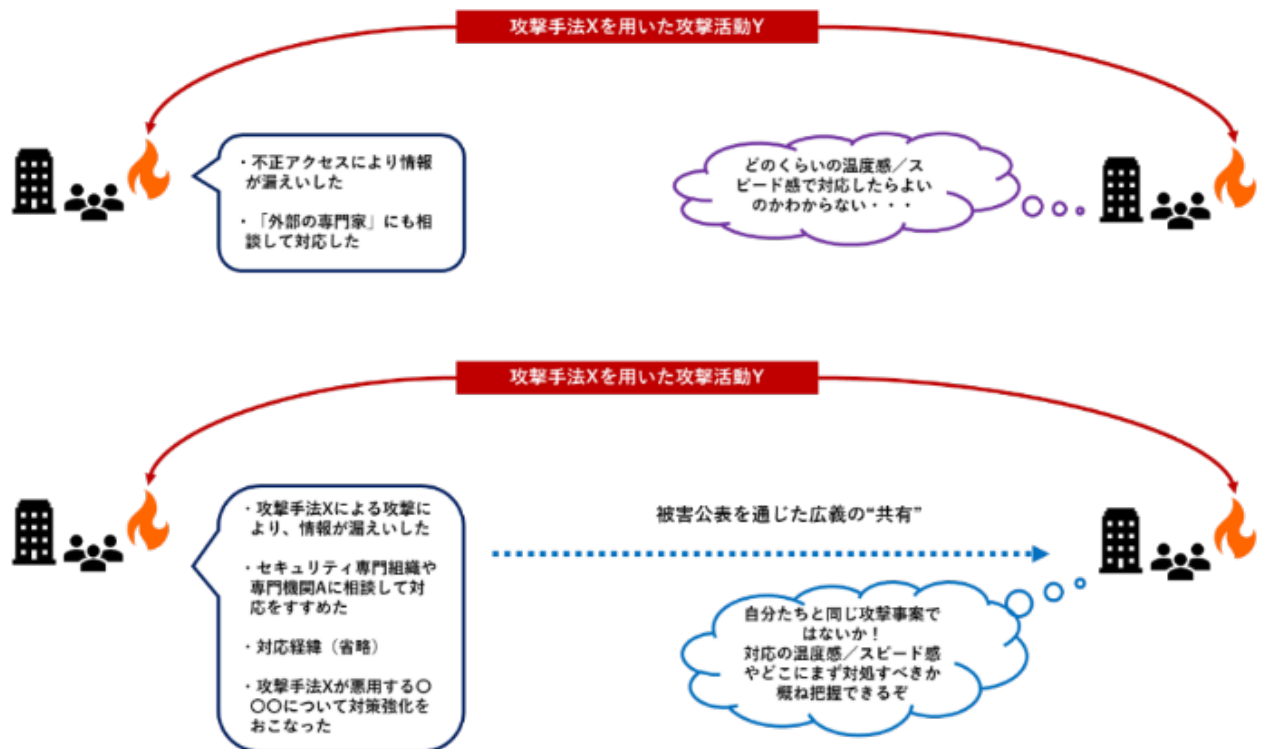 攻撃手法Xを用いた攻撃活動Y
・不正アクセスにより情報
が漏えいした
・「外部の専門家」にも相
談して対応した
どのくらいの温度感／ス
ピード感で対応したらよい
のかわからない・・・
攻撃手法Xを用いた攻撃活動Y
・攻撃手法Xによる攻撃に
より、情報が漏えいした
・セキュリティ専門組織や
専門機関Aに相談して対
応をすすめた
・対応経緯（省略）
・攻撃手法Xが悪用する〇
〇〇について対策強化を
おこなった
被害公表を通じた広義の“共有”
自分たちと同じ攻撃事案で
はないか！
対応の温度感／スピード感
やどこにまず対処すべきか
概ね把握できるぞ